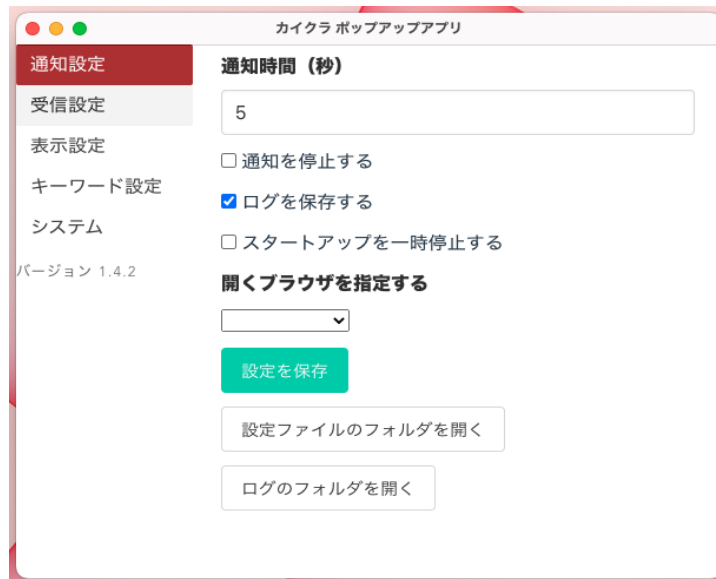 カイクラ ポップアップアプリ
通知設定
受信設定
表示設定
キーワード設定
システム
バージョン 1.4.2
通知時間（秒）
5
通知を停止する
ログを保存する
スタートアップを一時停止する
開くブラウザを指定する
設定を保存
設定ファイルのフォルダを開く
ログのフォルダを開く